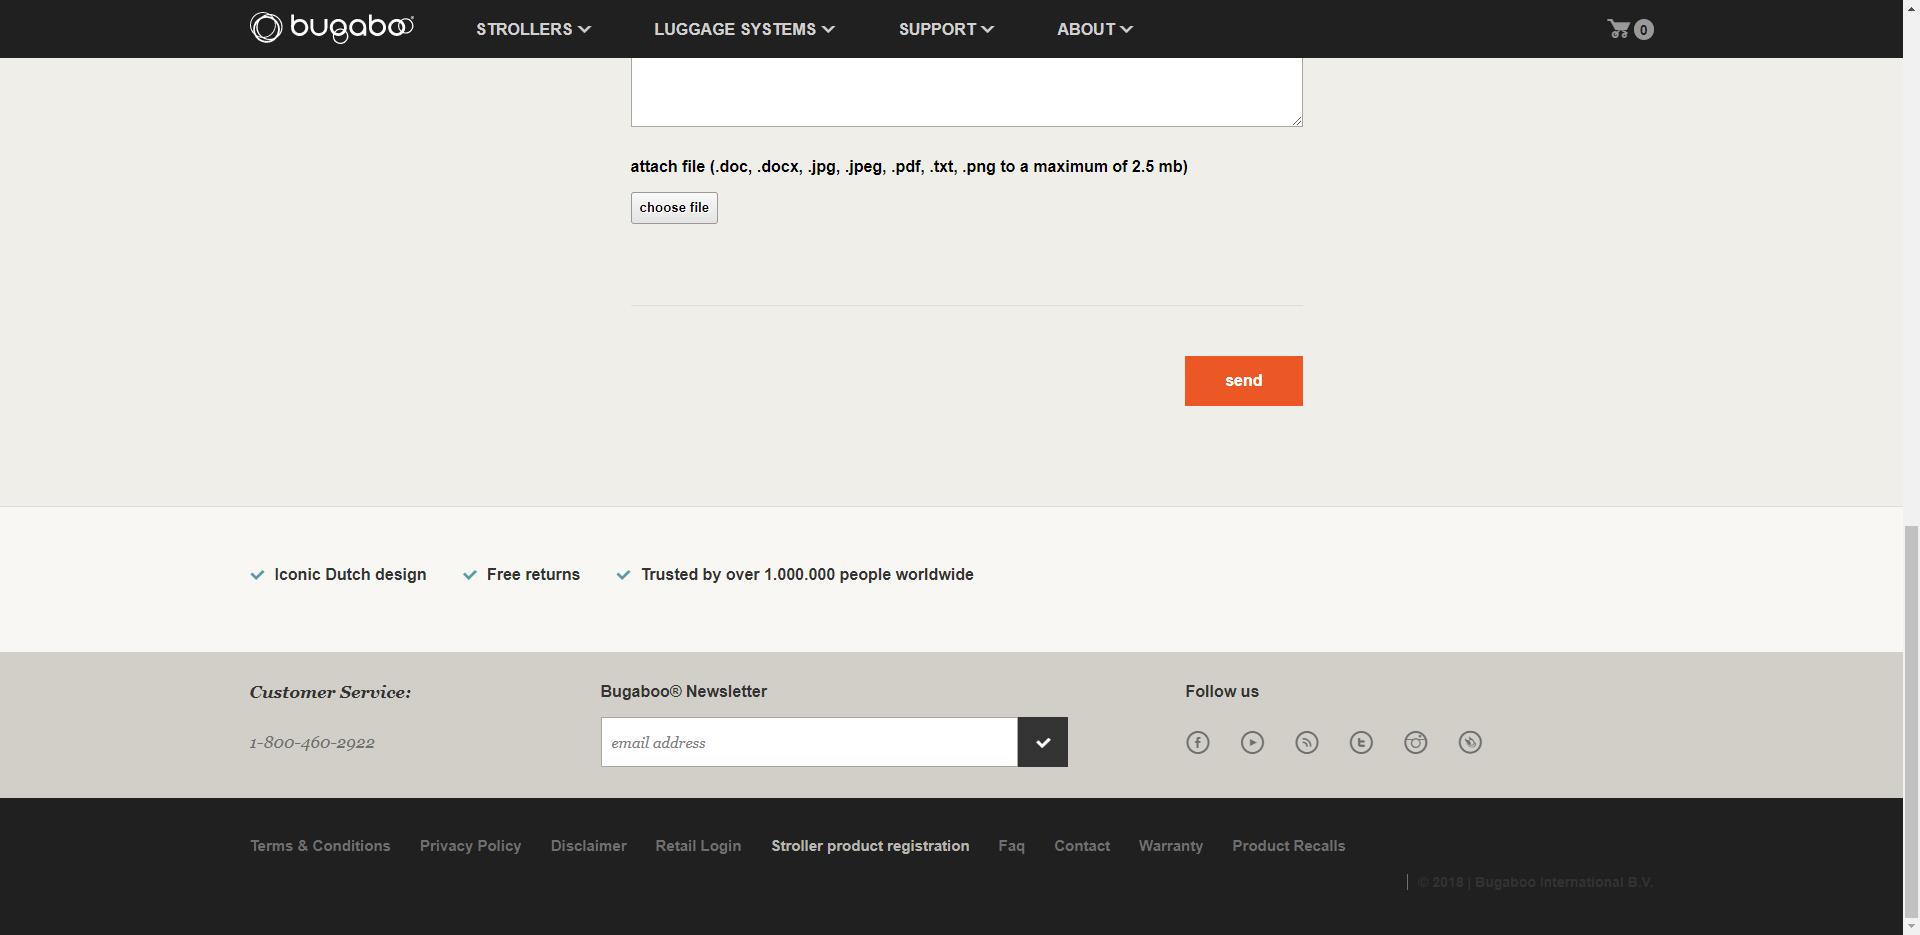 bugaboo
STROLLERS
LUGGAGE SYSTEMS
SUPPORT
ABOUT
0
attach file (.doc, .docx, .jpg, .jpeg, .pdf, .txt, .png to a maximum of 2.5 mb)
choose file
send
Iconic Dutch design
Free returns
Trusted by over 1.000.000 people worldwide
Customer Service:
1-800-460-2922
Bugaboo® Newsletter
email address
Follow us
Terms & Conditions
Privacy Policy
Disclaimer
Retail Login
Stroller product registration
Faq
Contact
Warranty
Product Recalls
© 2018 | Bugaboo International B.V.